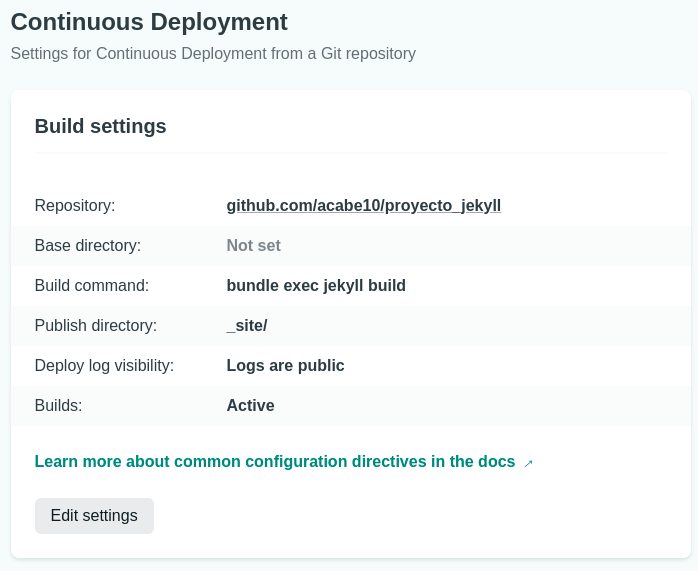 Continuous Deployment
Settings for Continuous Deployment from a Git repository
Build settings
Repository: github.com/acabe10/proyecto_jekyll
Base directory: Not set
Build command: bundle exec jekyll build
Publish directory: _site/
Deploy log visibility: Logs are public
Builds: Active
Learn more about common configuration directives in the docs ↗
Edit settings